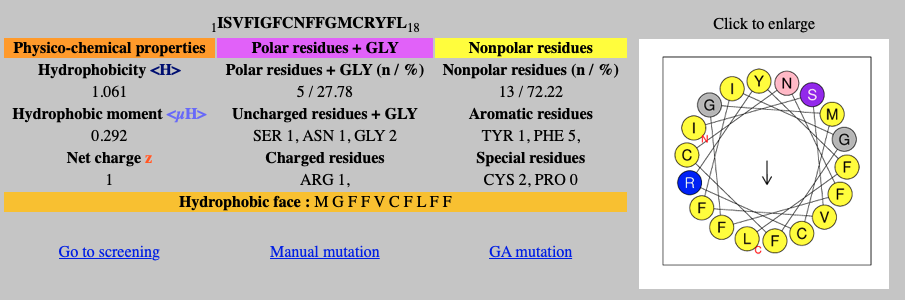 1ISVFIGFCNFFGMCRYFL18
Click to enlarge
Physico-chemical properties Polar residues + GLY Nonpolar residues
Hydrophobicity <H> Polar residues + GLY (n / %) Nonpolar residues (n / %)
1.061 5 / 27.78 13 / 72.22
Hydrophobic moment <µH> Uncharged residues + GLY Aromatic residues
0.292 SER 1, ASN 1, GLY 2 TYR 1, PHE 5,
Net charge z Charged residues Special residues
1 ARG 1, CYS 2, PRO 0
Hydrophobic face : M G F F V C F L F F
Go to screening Manual mutation GA mutation
I Y N S
G M
I N G
C F
R F
F V
F L C F C